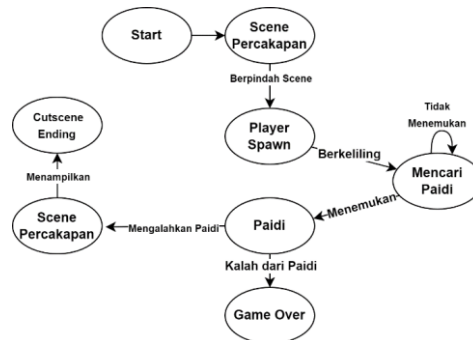 Start
Scene
Percakapan
Berpindah Scene
Player
Spawn
Berkeliling
Tidak
Menemukan
Mencari
Paidi
Menemukan
Paidi
Mengalahkan Paidi
Scene
Percakapan
Menampilkan
Cutscene
Ending
Kalah dari Paidi
Game Over